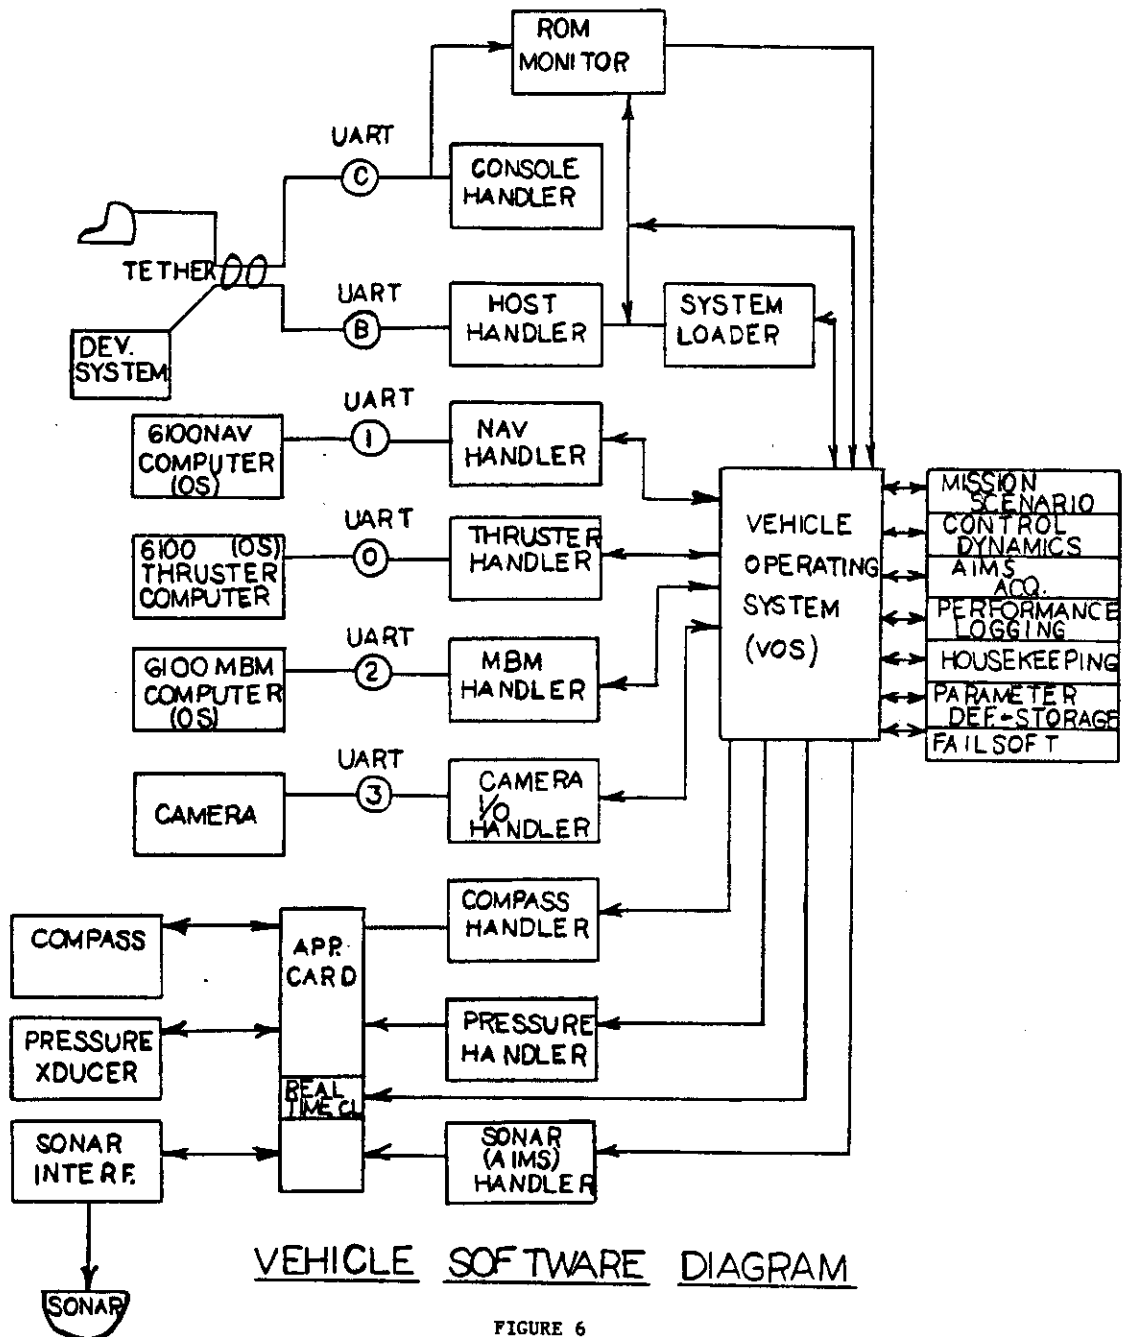 ROM
MONITOR
UART
C
CONSOLE
HANDLER
TETHER
UART
B
HOST
HANDLER
SYSTEM
LOADER
DEV.
SYSTEM
UART
1
6100 NAV
COMPUTER
(OS)
NAV
HANDLER
UART
0
6100 (OS)
THRUSTER
COMPUTER
THRUSTER
HANDLER
UART
2
6100 MBM
COMPUTER
(OS)
MBM
HANDLER
UART
3
CAMERA
CAMERA
I/O
HANDLER
VEHICLE
OPERATING
SYSTEM
(VOS)
MISSION
SCENARIO
CONTROL
DYNAMICS
AIMS
ACQ.
PERFORMANCE
LOGGING
HOUSEKEEPING
PARAMETER
DEF-STORAGE
FAILSOFT
COMPASS
APP.
CARD
COMPASS
HANDLER
PRESSURE
XDUCER
PRESSURE
HANDLER
REAL
TIME CL
SONAR
INTERF.
SONAR
(AIMS)
HANDLER
SONAR
VEHICLE SOFTWARE DIAGRAM
FIGURE 6